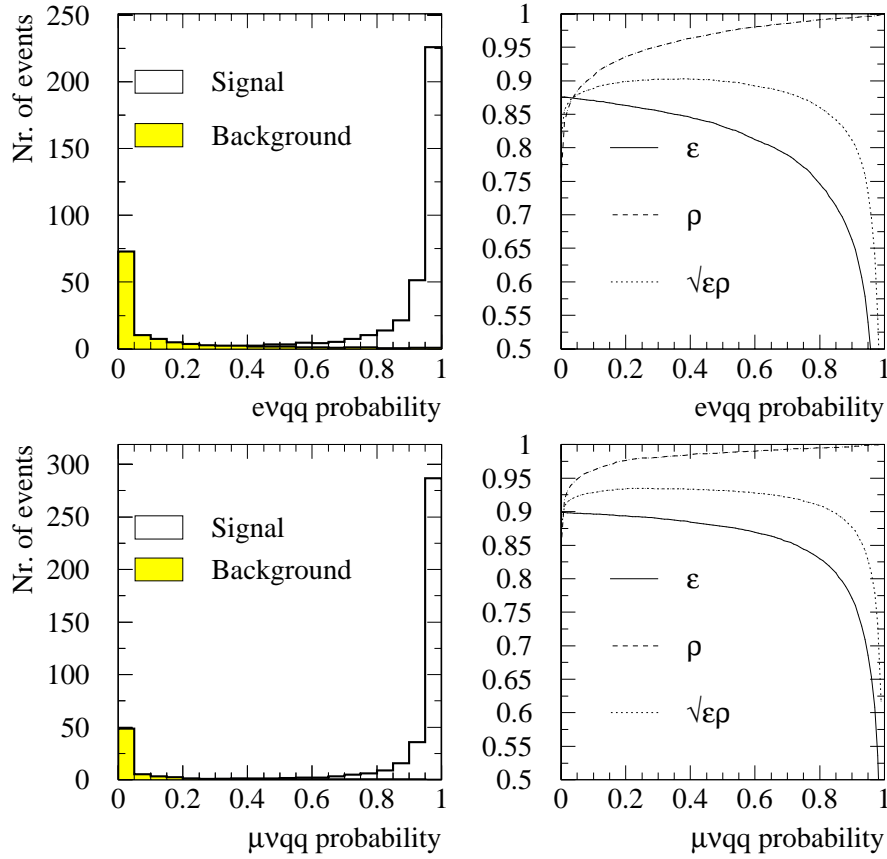 Nr. of events
250
200
150
100
50
0
Signal
Background
0 0.2 0.4 0.6 0.8 1
eνqq probability
1
0.95
0.9
0.85
0.8
0.75
0.7
0.65
0.6
0.55
0.5
ε
ρ
√ερ
0 0.2 0.4 0.6 0.8 1
eνqq probability
Nr. of events
300
250
200
150
100
50
0
Signal
Background
0 0.2 0.4 0.6 0.8 1
μνqq probability
1
0.95
0.9
0.85
0.8
0.75
0.7
0.65
0.6
0.55
0.5
ε
ρ
√ερ
0 0.2 0.4 0.6 0.8 1
μνqq probability